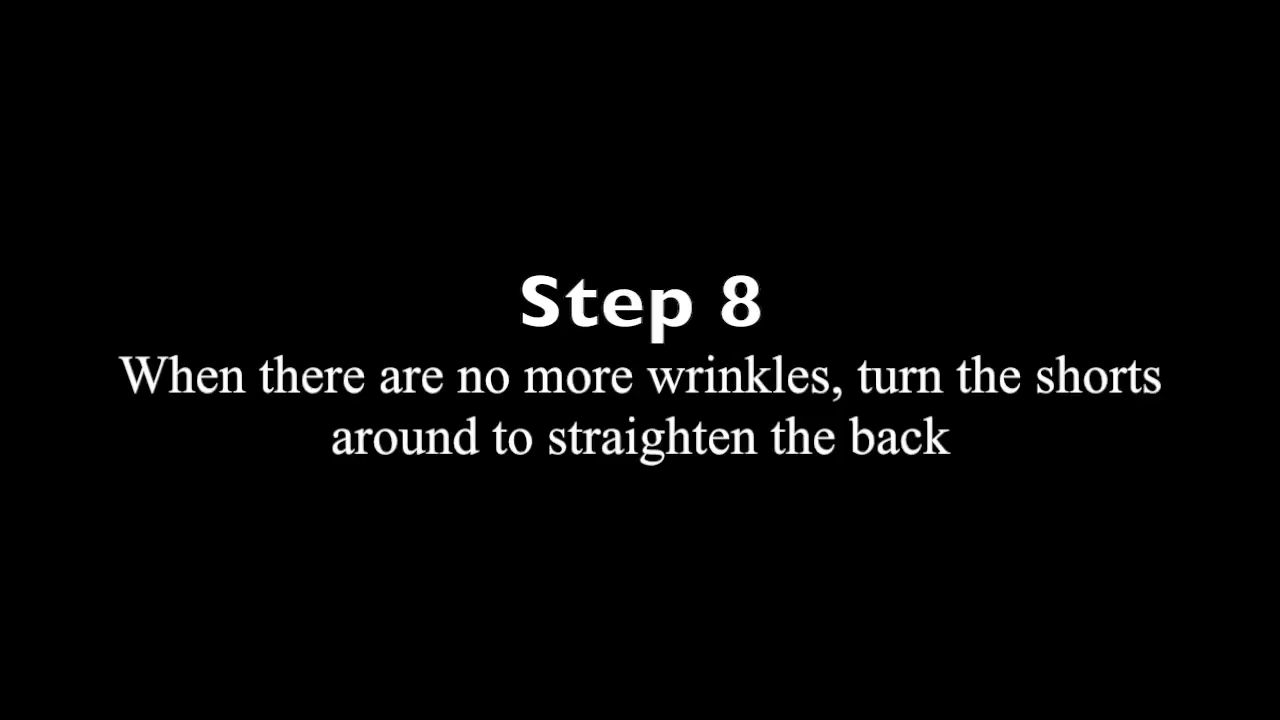 Step 8
When there are no more wrinkles, turn the shorts
around to straighten the back